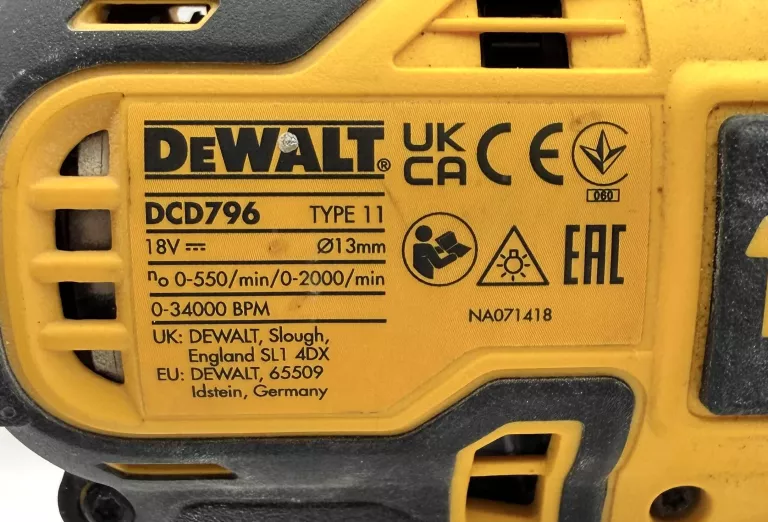 DEWALT®
DCD796 TYPE 11
18V ⎓ Ø13mm
no 0-550/min/0-2000/min
0-34000 BPM
UK: DEWALT, Slough,
England SL1 4DX
EU: DEWALT, 65509
Idstein, Germany
UK
CA
CE
060
EAC
NA071418